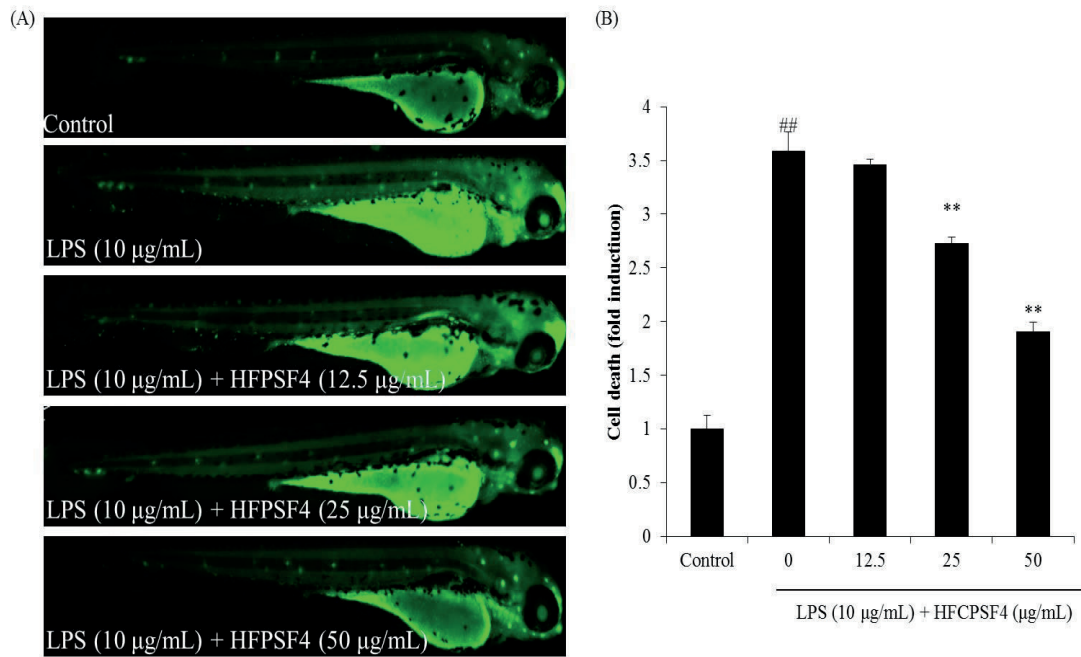 (A)
Control
LPS (10 μg/mL)
LPS (10 μg/mL) + HFPSF4 (12.5 μg/mL)
LPS (10 μg/mL) + HFPSF4 (25 μg/mL)
LPS (10 μg/mL) + HFPSF4 (50 μg/mL)
(B)
Cell death (fold inductiuon)
4
3.5
3
2.5
2
1.5
1
0.5
0
##
**
**
Control 0 12.5 25 50
LPS (10 μg/mL) + HFCPSF4 (μg/mL)